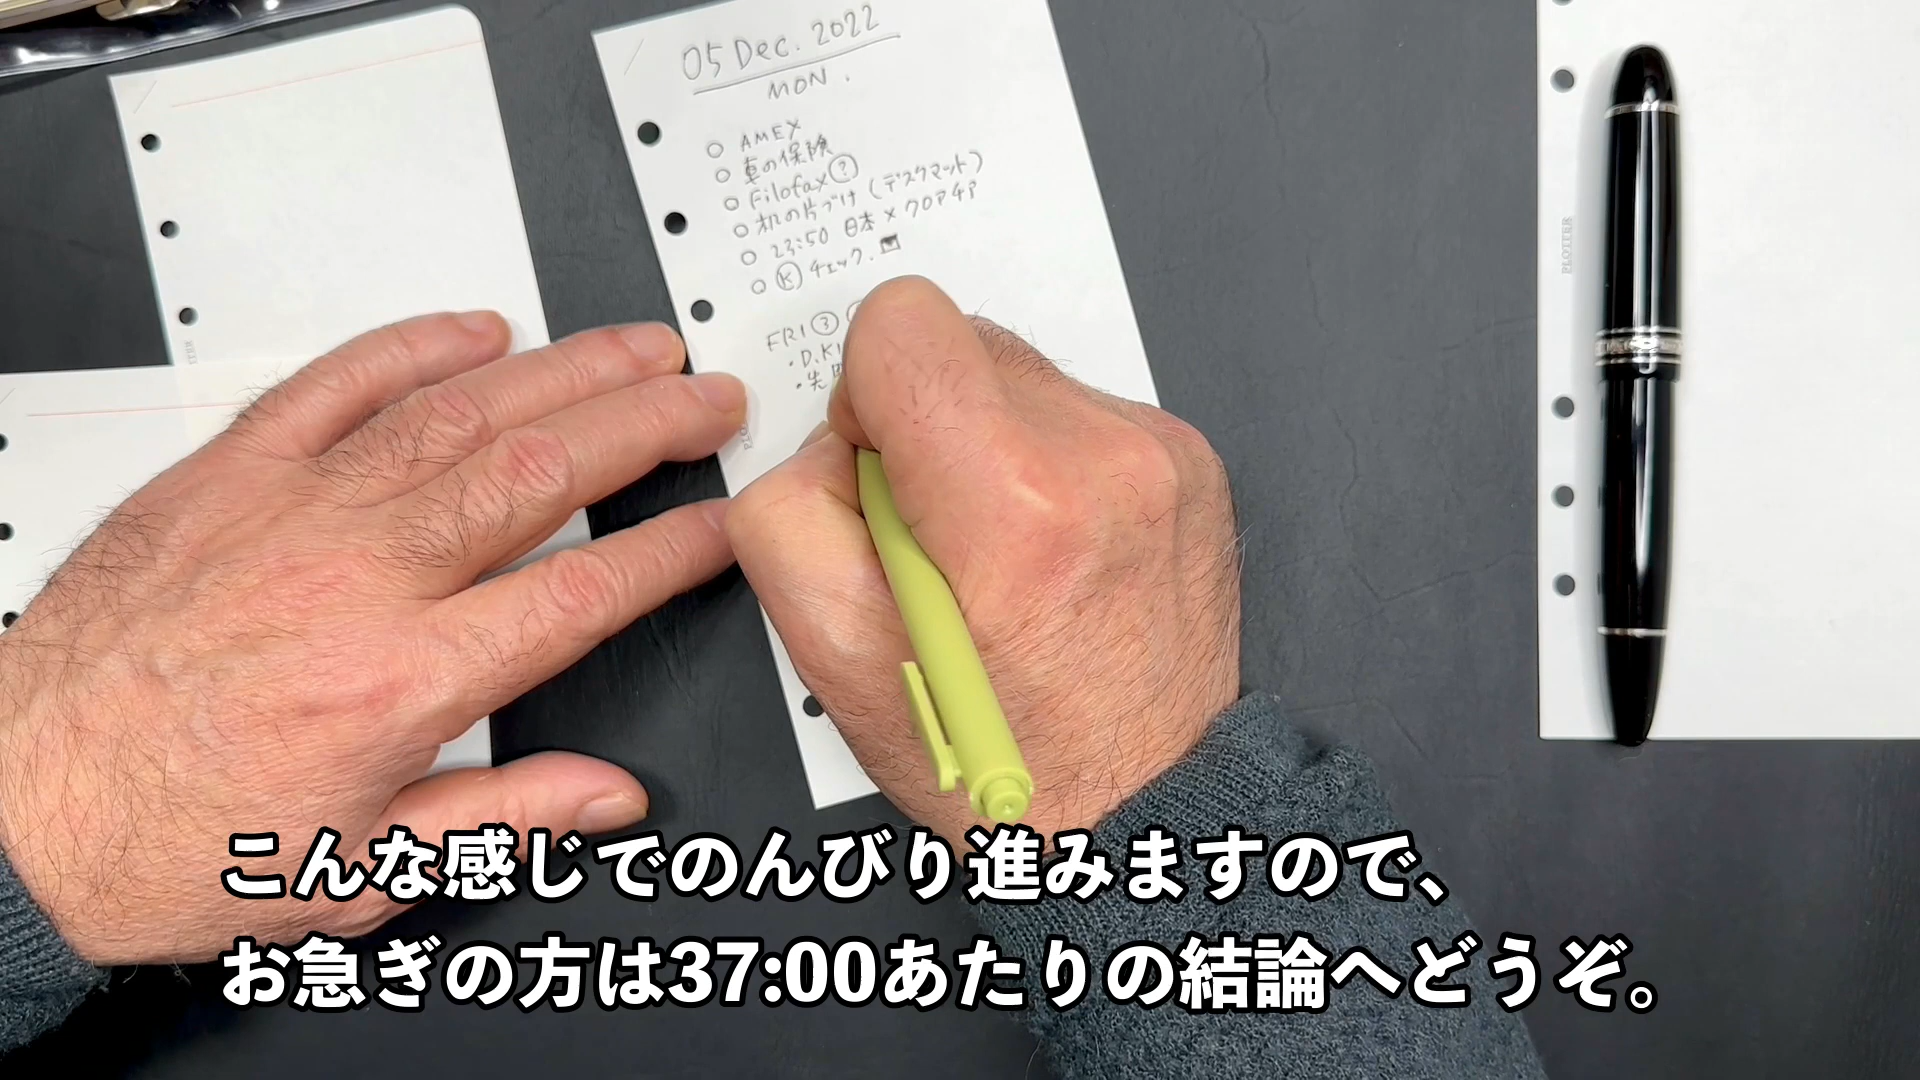 05 Dec. 2022
MON.
○ AMEX
○ 車の保険
○ Filofax ?
○ 机の片づけ (デスクマット)
○ 23:50 日本 × クロアチア
○ Ⓚ チェック.
FRI ③
・D.K
・失
PLOTTER
こんな感じでのんびり進みますので、
お急ぎの方は37:00あたりの結論へどうぞ。